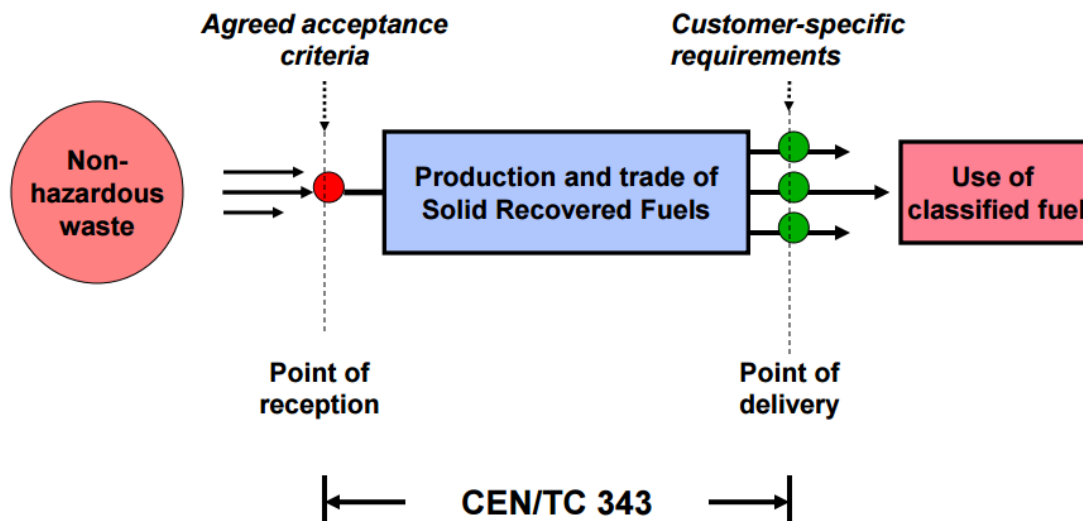 Agreed acceptance
criteria
Customer-specific
requirements
Non-
hazardous
waste
Production and trade of
Solid Recovered Fuels
Use of
classified fuel
Point of
reception
Point of
delivery
CEN/TC 343